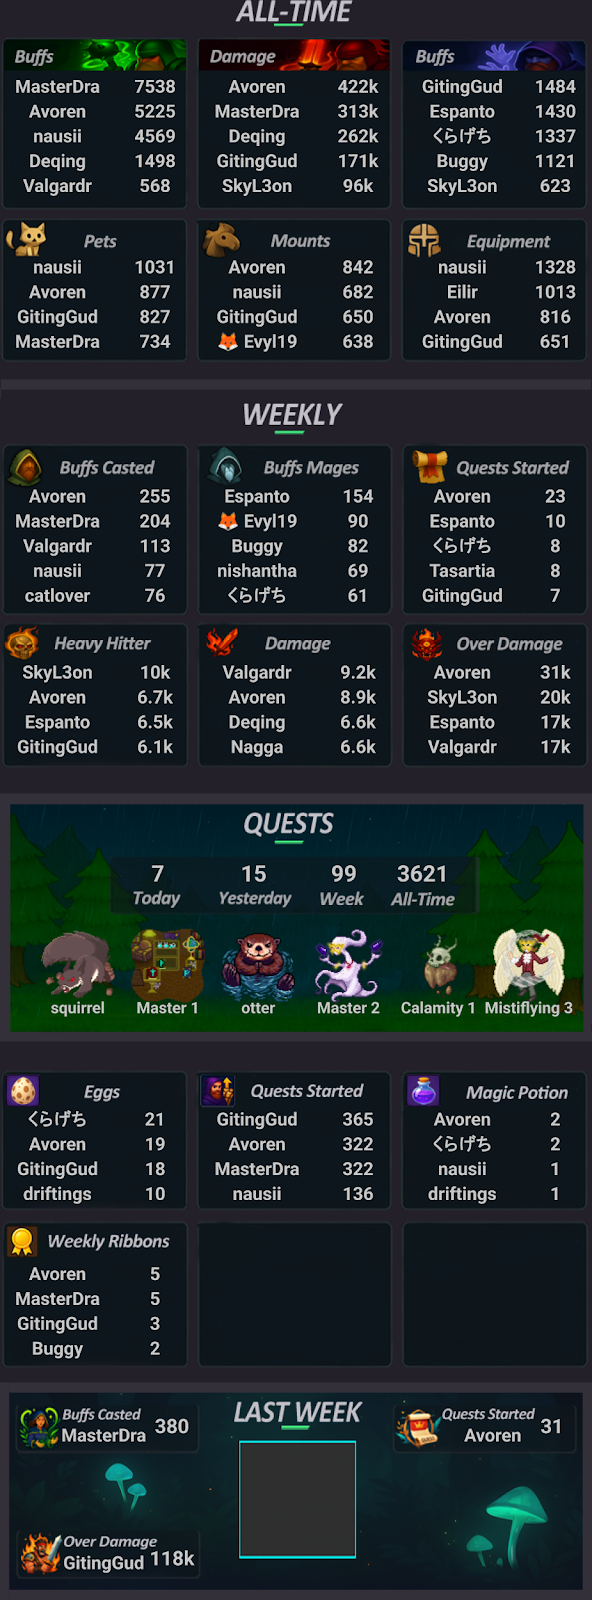 ALL-TIME
Buffs
MasterDra 7538
Avoren 5225
nausii 4569
Deqing 1498
Valgardr 568
Damage
Avoren 422k
MasterDra 313k
Deqing 262k
GitingGud 171k
SkyL3on 96k
Buffs
GitingGud 1484
Espanto 1430
くらげち 1337
Buggy 1121
SkyL3on 623
Pets
nausii 1031
Avoren 877
GitingGud 827
MasterDra 734
Mounts
Avoren 842
nausii 682
GitingGud 650
🦊 Evyl19 638
Equipment
nausii 1328
Eilir 1013
Avoren 816
GitingGud 651
WEEKLY
Buffs Casted
Avoren 255
MasterDra 204
Valgardr 113
nausii 77
catlover 76
Buffs Mages
Espanto 154
🦊 Evyl19 90
Buggy 82
nishantha 69
くらげち 61
Quests Started
Avoren 23
Espanto 10
くらげち 8
Tasartia 8
GitingGud 7
Heavy Hitter
SkyL3on 10k
Avoren 6.7k
Espanto 6.5k
GitingGud 6.1k
Damage
Valgardr 9.2k
Avoren 8.9k
Deqing 6.6k
Nagga 6.6k
Over Damage
Avoren 31k
SkyL3on 20k
Espanto 17k
Valgardr 17k
QUESTS
7 15 99 3621
Today Yesterday Week All-Time
squirrel Master 1 otter Master 2 Calamity 1 Mistiflying 3
Eggs
くらげち 21
Avoren 19
GitingGud 18
driftings 10
Quests Started
GitingGud 365
Avoren 322
MasterDra 322
nausii 136
Magic Potion
Avoren 2
くらげち 2
nausii 1
driftings 1
Weekly Ribbons
Avoren 5
MasterDra 5
GitingGud 3
Buggy 2
LAST WEEK
Buffs Casted
MasterDra 380
Quests Started
Avoren 31
Over Damage
GitingGud 118k